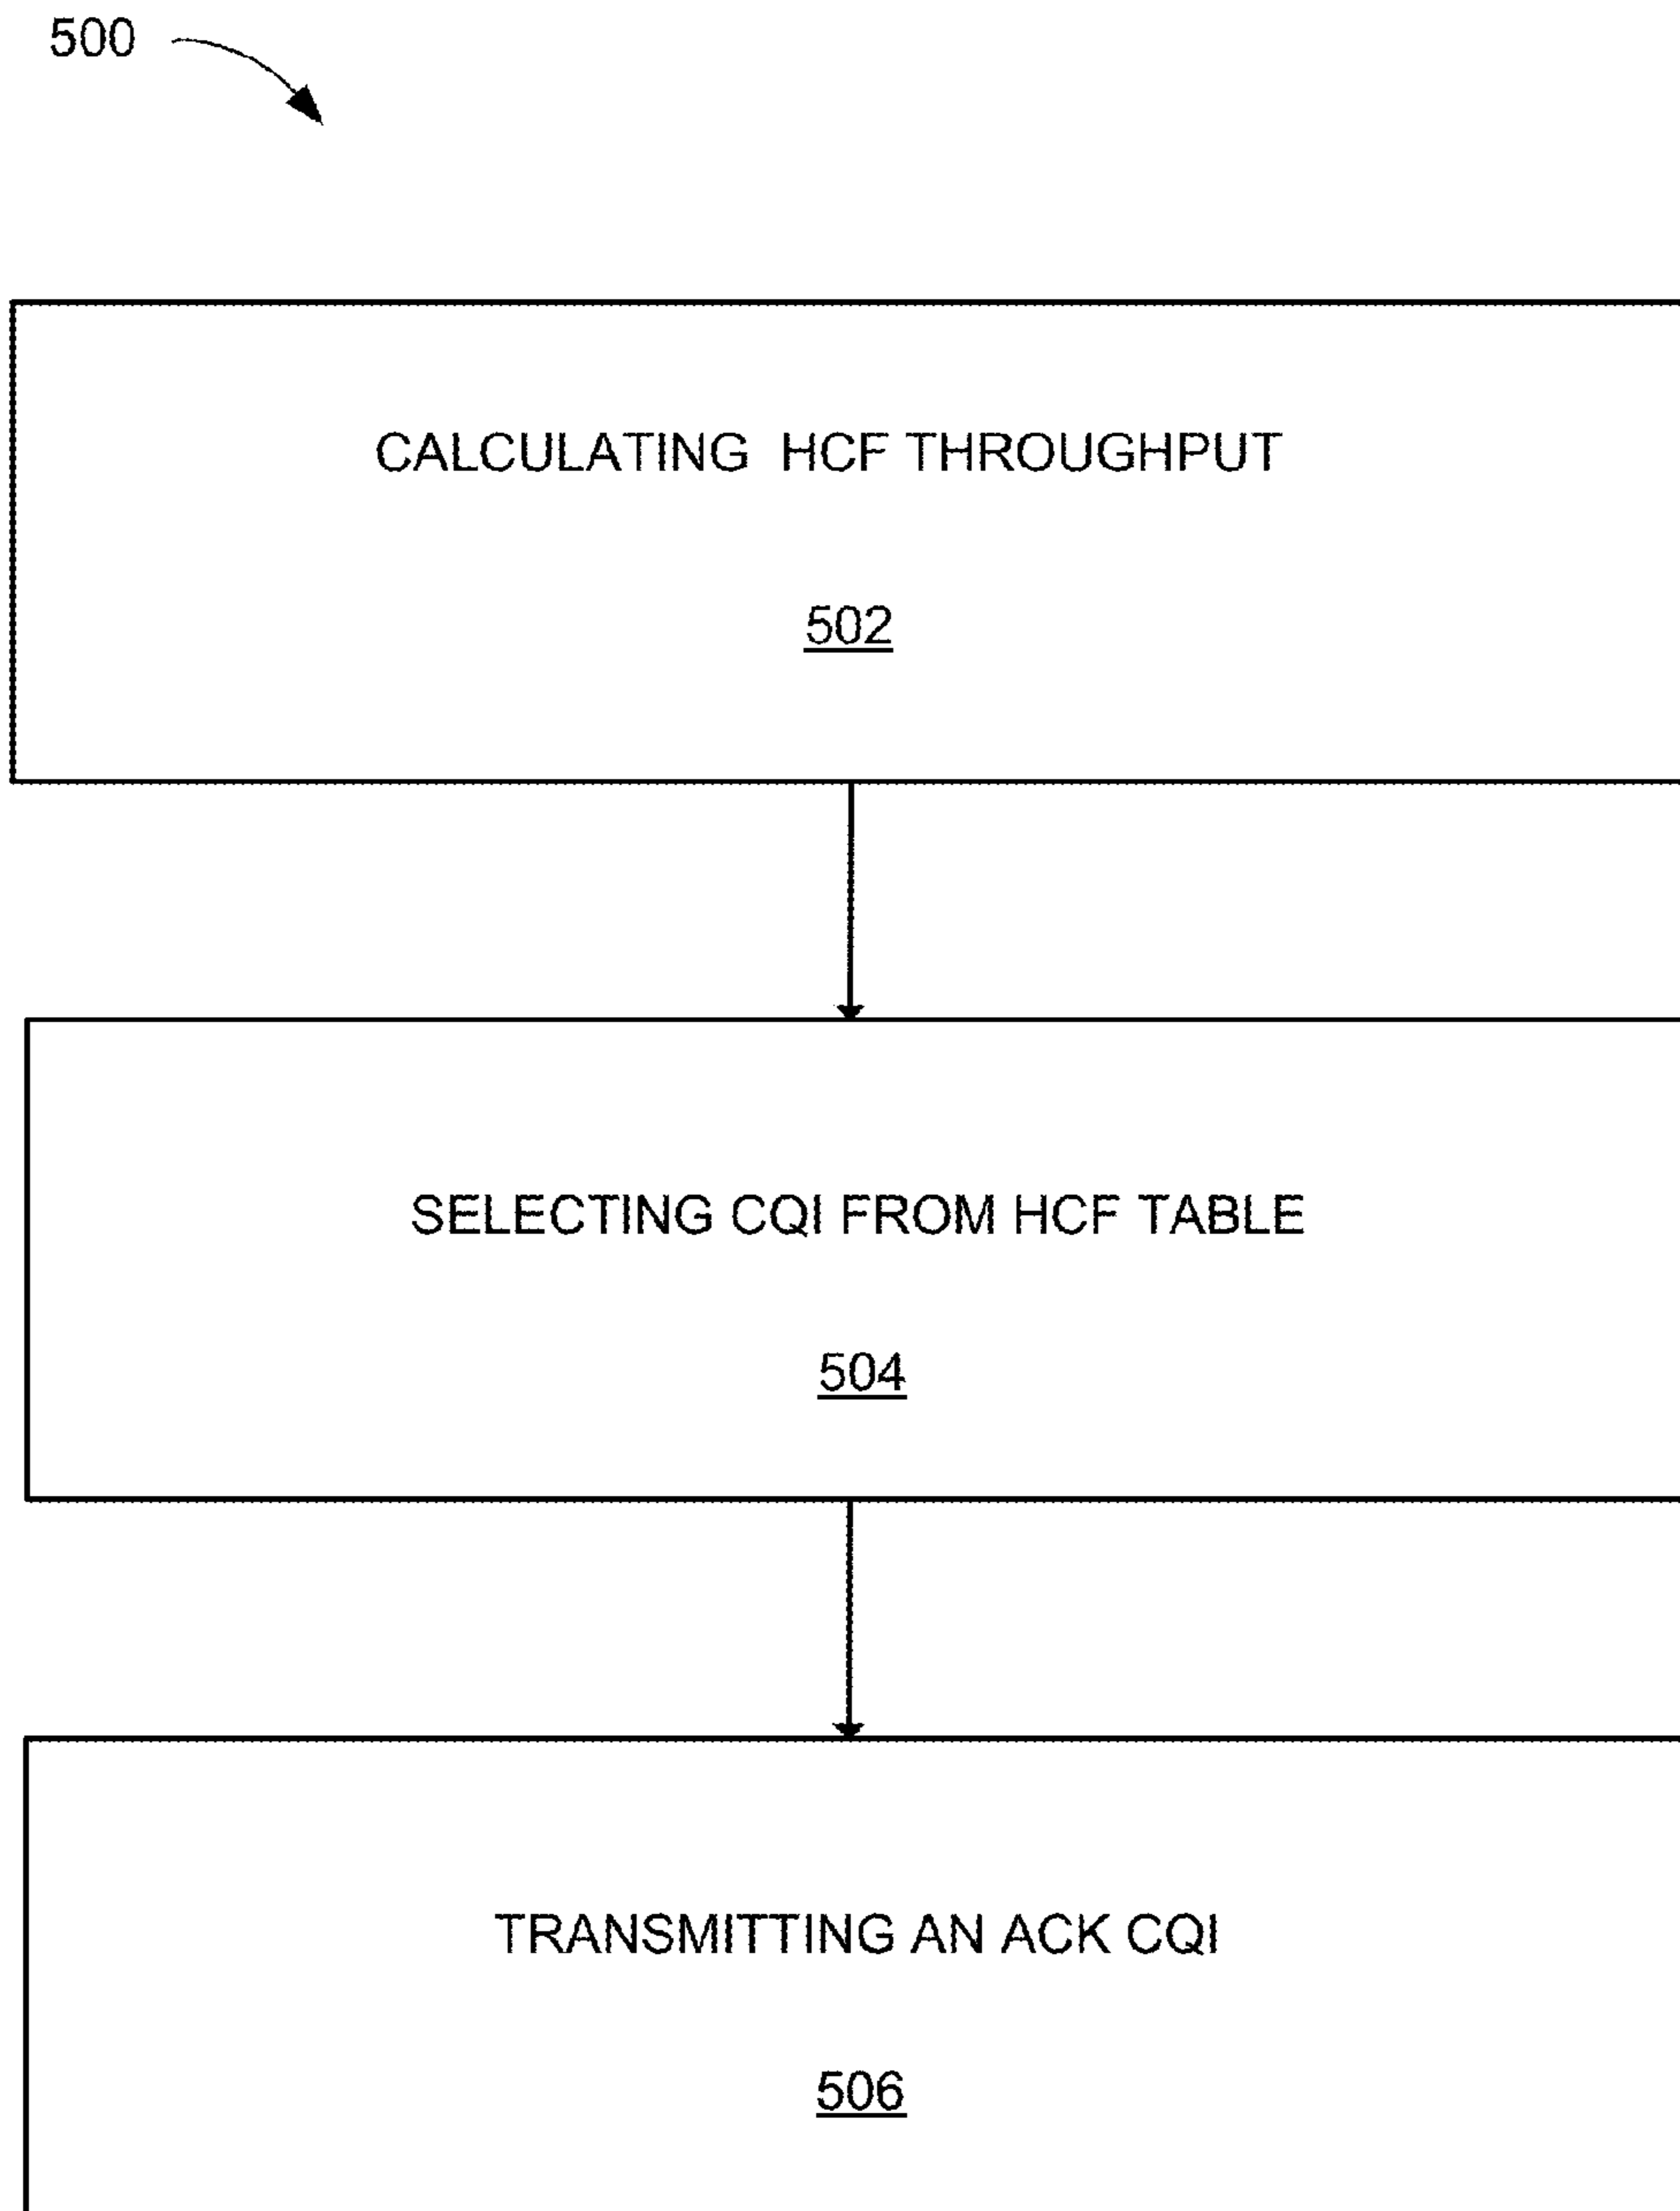 500
CALCULATING HCF THROUGHPUT
502
SELECTING CQI FROM HCF TABLE
504
TRANSMITTING AN ACK CQI
506